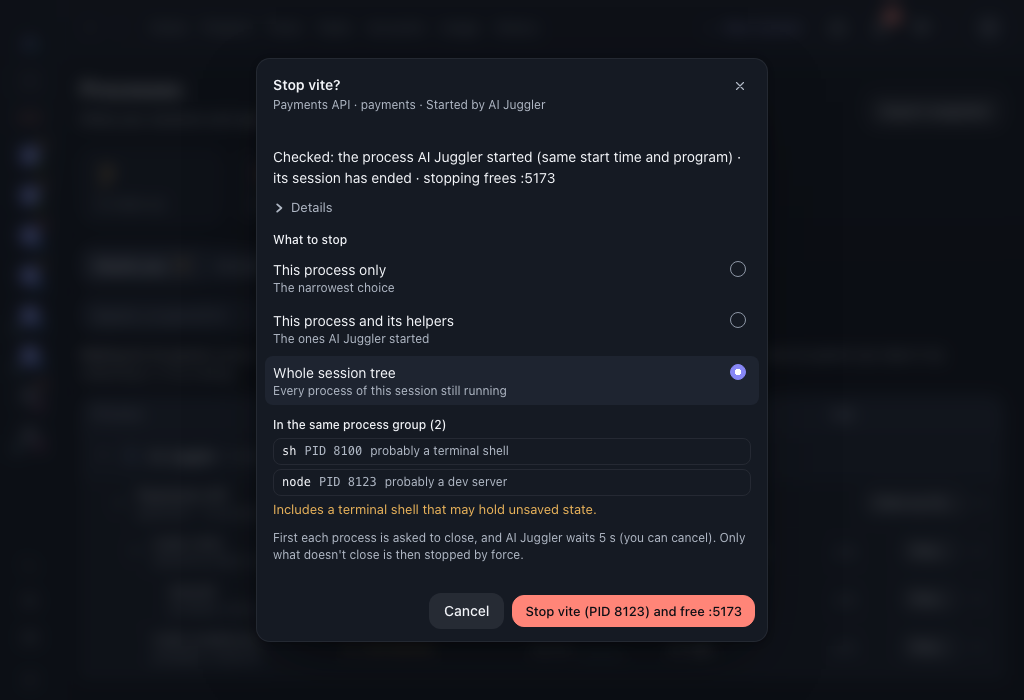 Stop vite?
Payments API · payments · Started by AI Juggler
Checked: the process AI Juggler started (same start time and program) ·
its session has ended · stopping frees :5173
Details
What to stop
This process only
The narrowest choice
This process and its helpers
The ones AI Juggler started
Whole session tree
Every process of this session still running
In the same process group (2)
sh PID 8100 probably a terminal shell
node PID 8123 probably a dev server
Includes a terminal shell that may hold unsaved state.
First each process is asked to close, and AI Juggler waits 5 s (you can cancel). Only
what doesn't close is then stopped by force.
Cancel
Stop vite (PID 8123) and free :5173